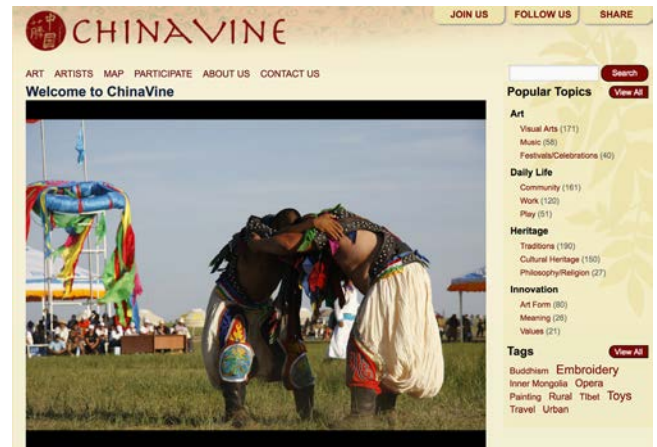 中国
藤
CHINAVINE
JOIN US
FOLLOW US
SHARE
ART ARTISTS MAP PARTICIPATE ABOUT US CONTACT US
Search
Welcome to ChinaVine
Popular Topics
View All
Art
Visual Arts (171)
Music (58)
Festivals/Celebrations (40)
Daily Life
Community (161)
Work (120)
Play (51)
Heritage
Traditions (190)
Cultural Heritage (150)
Philosophy/Religion (27)
Innovation
Art Form (80)
Meaning (26)
Values (21)
Tags
View All
Buddhism Embroidery
Inner Mongolia Opera
Painting Rural Tibet Toys
Travel Urban